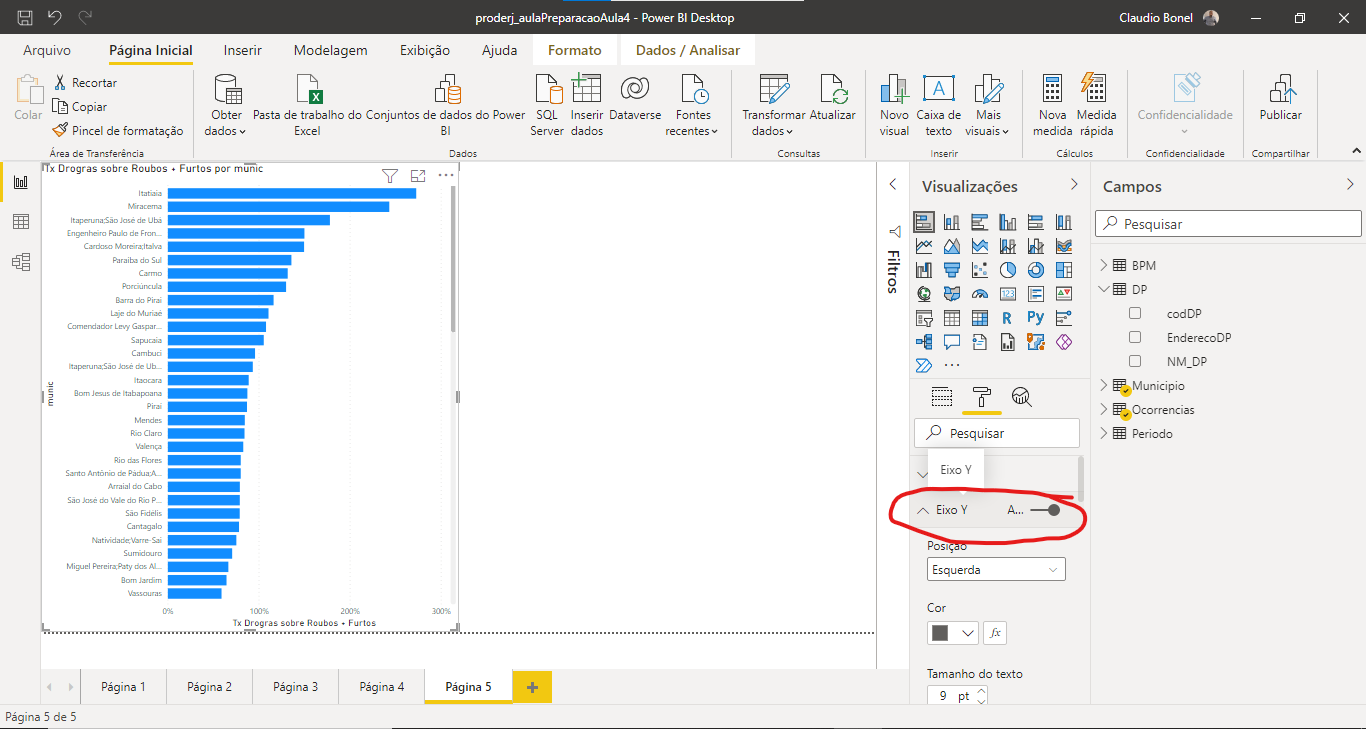 proderj_aulaPreparacaoAula4 - Power BI Desktop
Claudio Bonel
Arquivo
Página Inicial
Inserir
Modelagem
Exibição
Ajuda
Formato
Dados / Analisar
Colar
Recortar
Copiar
Pincel de formatação
Área de Transferência
Obter dados
Pasta de trabalho do Excel
Conjuntos de dados do Power BI
SQL Server
Inserir dados
Dataverse
Fontes recentes
Dados
Transformar dados
Atualizar
Consultas
Novo visual
Caixa de texto
Mais visuais
Inserir
Nova medida
Medida rápida
Cálculos
Confidencialidade
Confidencialidade
Publicar
Compartilhar
Tx Drogras sobre Roubos + Furtos por munic
munic
Itatiaia
Miracema
Itaperuna;São José de Ubá
Engenheiro Paulo de Fron...
Cardoso Moreira;Italva
Paraíba do Sul
Carmo
Porciúncula
Barra do Piraí
Laje do Muriaé
Comendador Levy Gaspar...
Sapucaia
Cambuci
Itaperuna;São José de Ub...
Itaocara
Bom Jesus de Itabapoana
Piraí
Mendes
Rio Claro
Valença
Rio das Flores
Santo Antônio de Pádua;A...
Arraial do Cabo
São José do Vale do Rio P...
São Fidélis
Cantagalo
Natividade;Varre-Sai
Sumidouro
Miguel Pereira;Paty dos Al...
Bom Jardim
Vassouras
0%
100%
200%
300%
Tx Drogras sobre Roubos + Furtos
Filtros
Visualizações
R
Py
123
Pesquisar
Eixo Y
Eixo Y
A...
Posição
Esquerda
Cor
fx
Tamanho do texto
9 pt
Campos
Pesquisar
BPM
DP
codDP
EnderecoDP
NM_DP
Municipio
Ocorrencias
Periodo
Página 1
Página 2
Página 3
Página 4
Página 5
Página 5 de 5